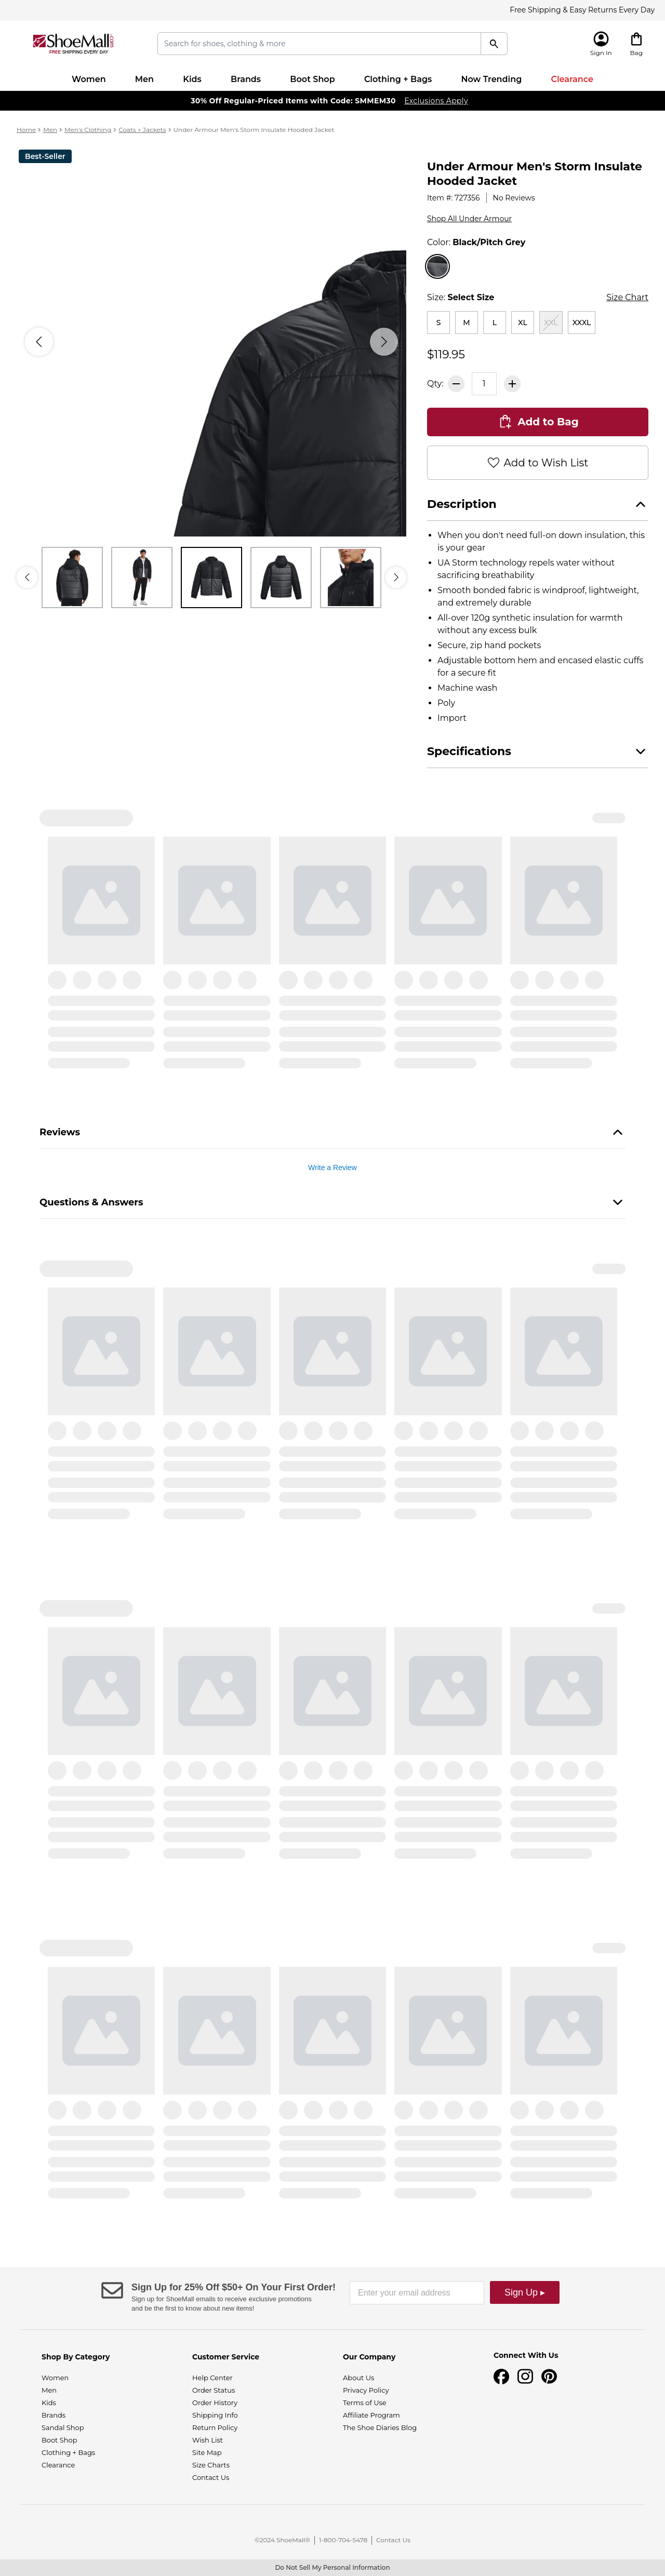 Free Shipping & Easy Returns Every Day
ShoeMall
FREE SHIPPING EVERY DAY
Search for shoes, clothing & more
Sign In
Bag
Women
Men
Kids
Brands
Boot Shop
Clothing + Bags
Now Trending
Clearance
30% Off Regular-Priced Items with Code: SMMEM30 Exclusions Apply
Home > Men > Men's Clothing > Coats + Jackets > Under Armour Men's Storm Insulate Hooded Jacket
Best-Seller
Under Armour Men's Storm Insulate
Hooded Jacket
Item #: 727356 | No Reviews
Shop All Under Armour
Color: Black/Pitch Grey
Size: Select Size
Size Chart
S
M
L
XL
XXL
XXXL
$119.95
Qty:
1
Add to Bag
Add to Wish List
Description
• When you don't need full-on down insulation, this
is your gear
• UA Storm technology repels water without
sacrificing breathability
• Smooth bonded fabric is windproof, lightweight,
and extremely durable
• All-over 120g synthetic insulation for warmth
without any excess bulk
• Secure, zip hand pockets
• Adjustable bottom hem and encased elastic cuffs
for a secure fit
• Machine wash
• Poly
• Import
Specifications
Reviews
Write a Review
Questions & Answers
Sign Up for 25% Off $50+ On Your First Order!
Sign up for ShoeMall emails to receive exclusive promotions
and be the first to know about new items!
Enter your email address
Sign Up ▸
Shop By Category
Women
Men
Kids
Brands
Sandal Shop
Boot Shop
Clothing + Bags
Clearance
Customer Service
Help Center
Order Status
Order History
Shipping Info
Return Policy
Wish List
Site Map
Size Charts
Contact Us
Our Company
About Us
Privacy Policy
Terms of Use
Affiliate Program
The Shoe Diaries Blog
Connect With Us
©2024 ShoeMall® | 1-800-704-5478 | Contact Us
Do Not Sell My Personal Information